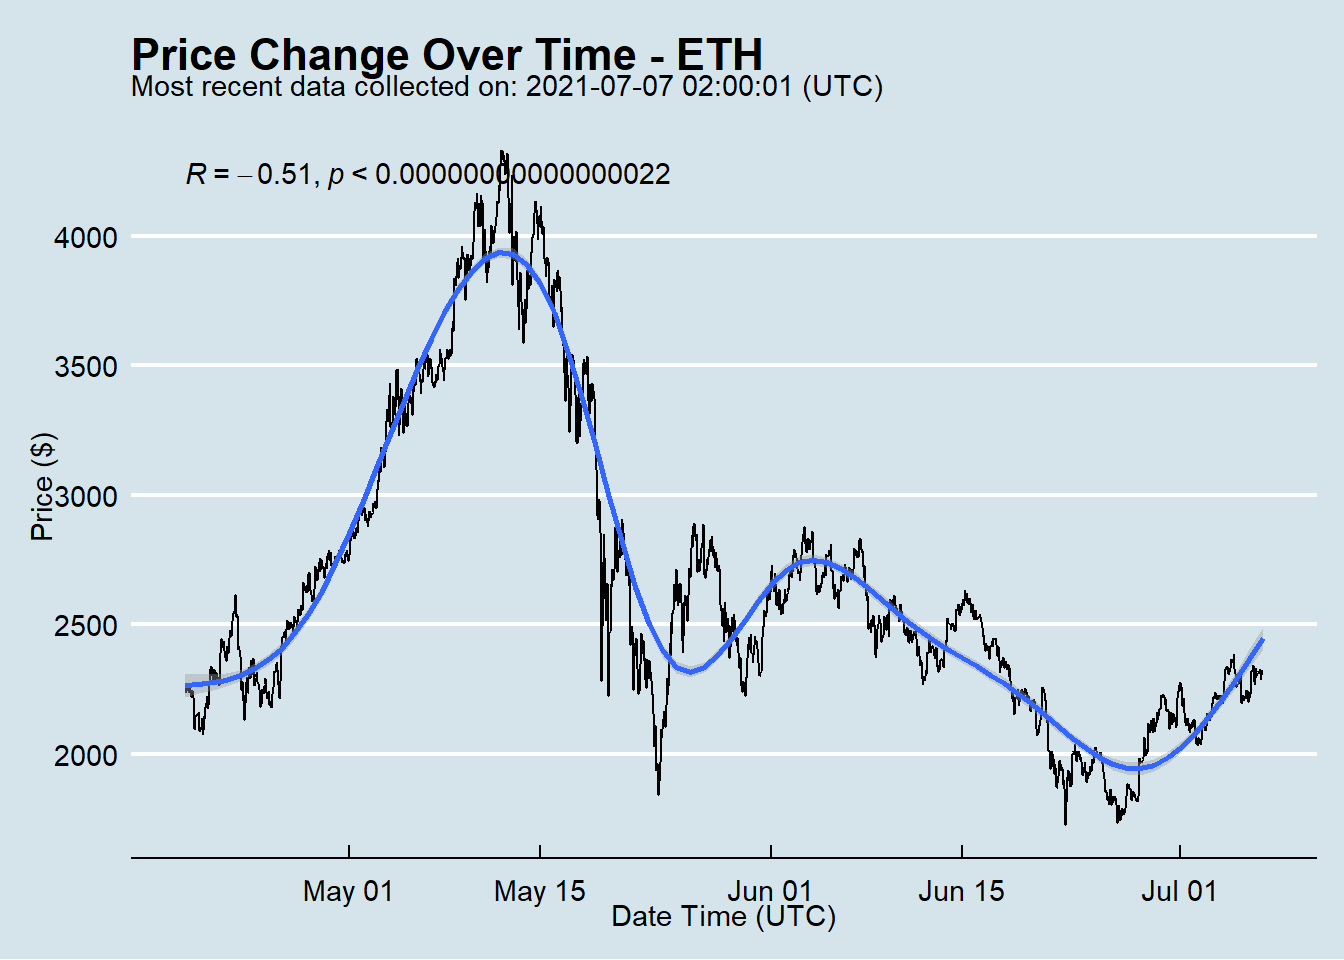 Price Change Over Time - ETH
Most recent data collected on: 2021-07-07 02:00:01 (UTC)
R = −0.51, p < 0.00000000000000022
4000
3500
3000
2500
2000
Price ($)
May 01
May 15
Jun 01
Jun 15
Jul 01
Date Time (UTC)